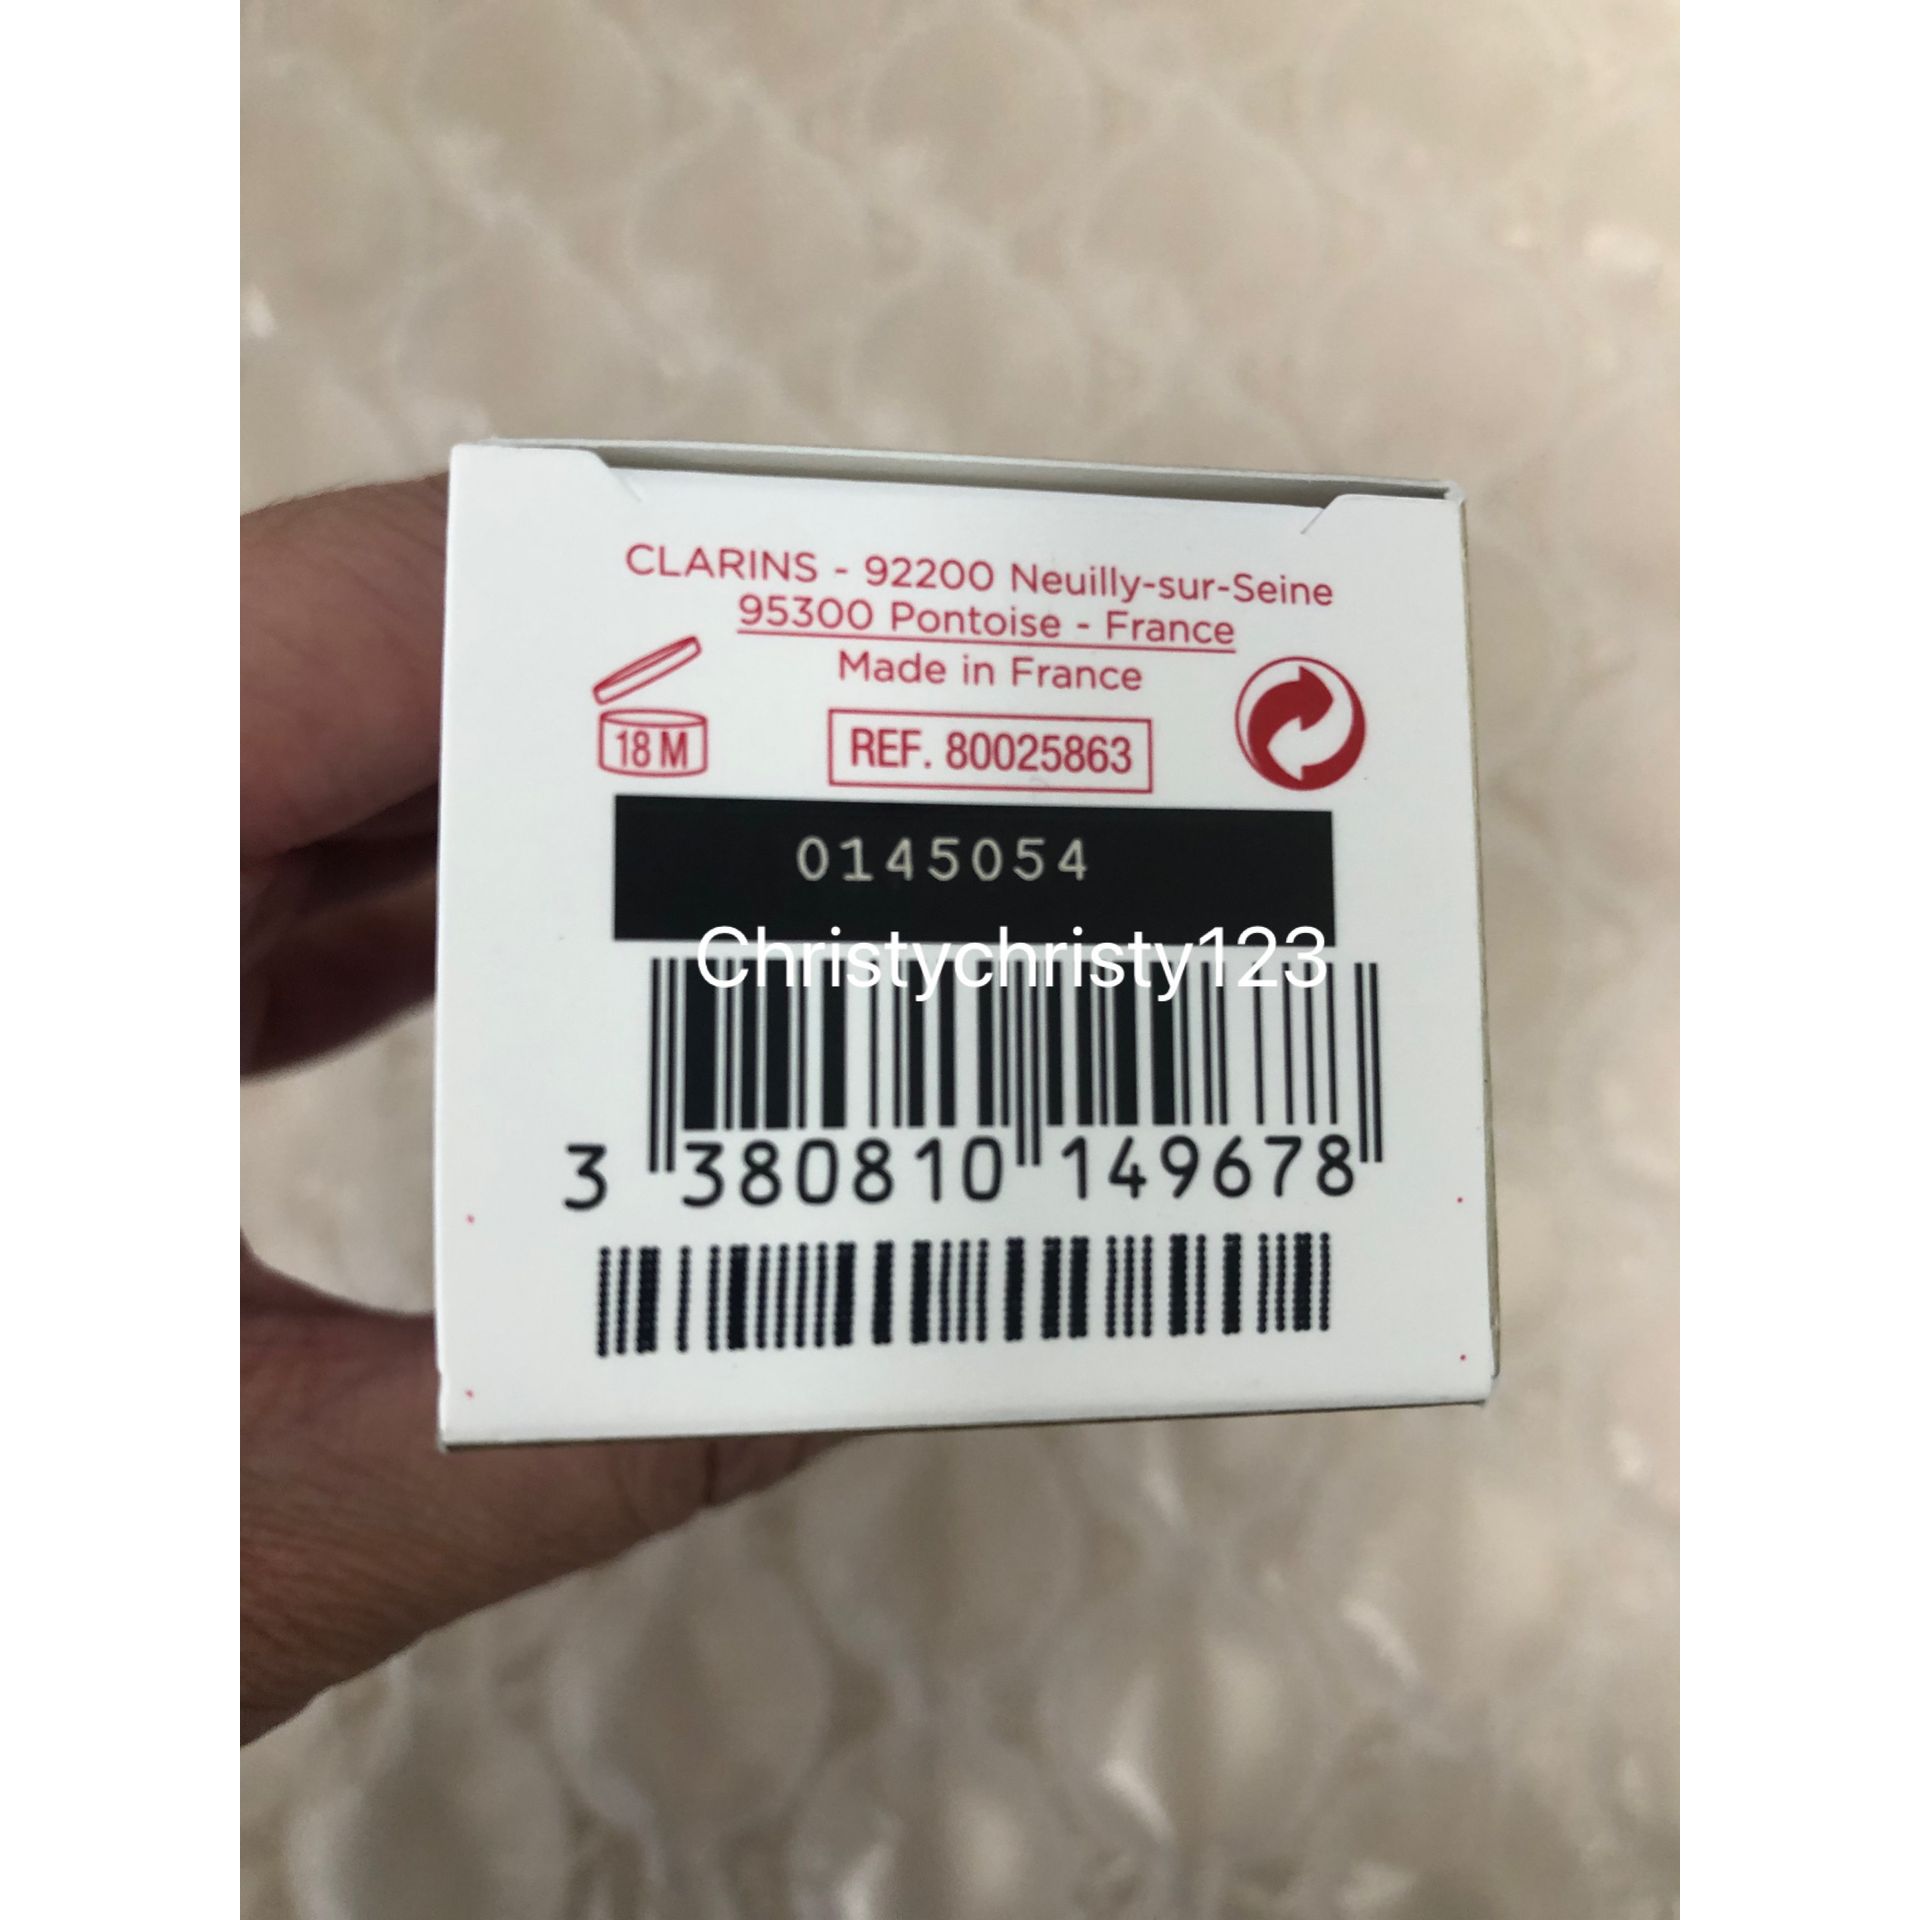 CLARINS - 92200 Neuilly-sur-Seine
95300 Pontoise - France
Made in France
18 M
REF. 80025863
0145054
Christychristy123
3 380810 149678